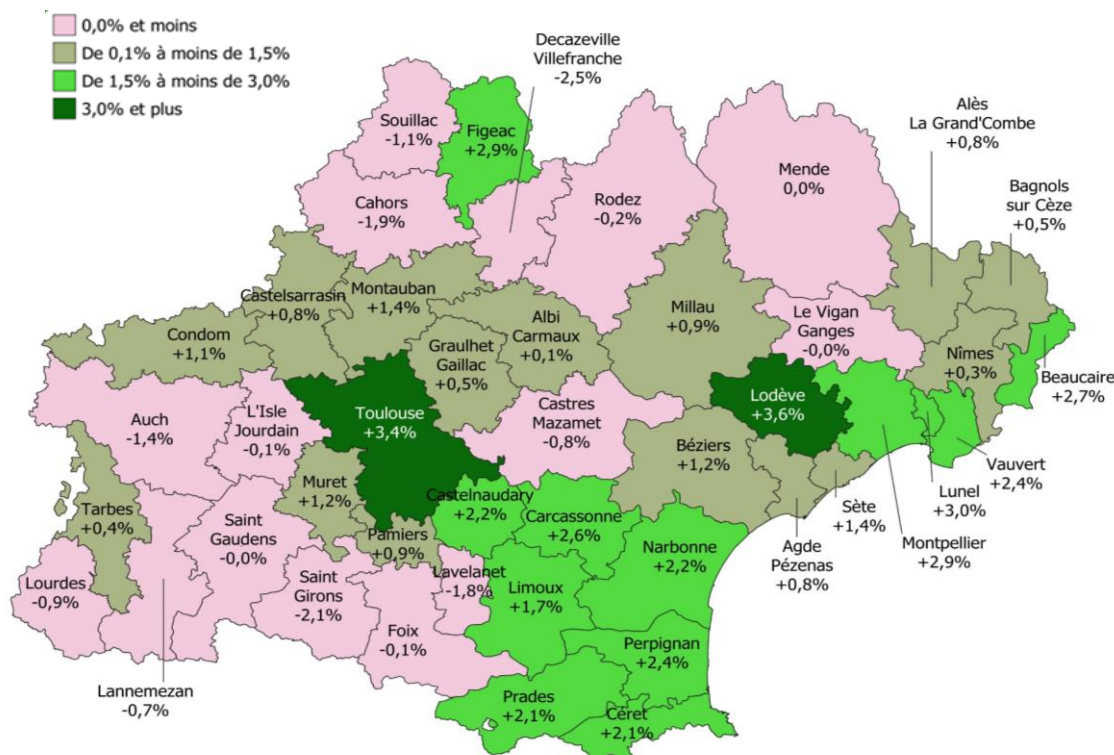 0,0% et moins
De 0,1% à moins de 1,5%
De 1,5% à moins de 3,0%
3,0% et plus
Decazeville
Villefranche
-2,5%
Souillac
-1,1%
Figeac
+2,9%
Alès
La Grand'Combe
+0,8%
Mende
0,0%
Bagnols
sur Cèze
+0,5%
Cahors
-1,9%
Rodez
-0,2%
Castelsarrasin
+0,8%
Montauban
+1,4%
Condom
+1,1%
Graulhet
Gaillac
+0,5%
Albi
Carmaux
+0,1%
Millau
+0,9%
Le Vigan
Ganges
-0,0%
Nîmes
+0,3%
Beaucaire
+2,7%
Auch
-1,4%
L'Isle
Jourdain
-0,1%
Toulouse
+3,4%
Castres
Mazamet
-0,8%
Lodève
+3,6%
Béziers
+1,2%
Vauvert
+2,4%
Muret
+1,2%
Castelnaudary
+2,2%
Carcassonne
+2,6%
Sète
+1,4%
Lunel
+3,0%
Tarbes
+0,4%
Saint
Gaudens
-0,0%
Pamiers
+0,9%
Narbonne
+2,2%
Agde
Pézenas
+0,8%
Montpellier
+2,9%
Lourdes
-0,9%
Saint
Girons
-2,1%
Lavelanet
-1,8%
Limoux
+1,7%
Foix
-0,1%
Perpignan
+2,4%
Lannemezan
-0,7%
Prades
+2,1%
Céret
+2,1%